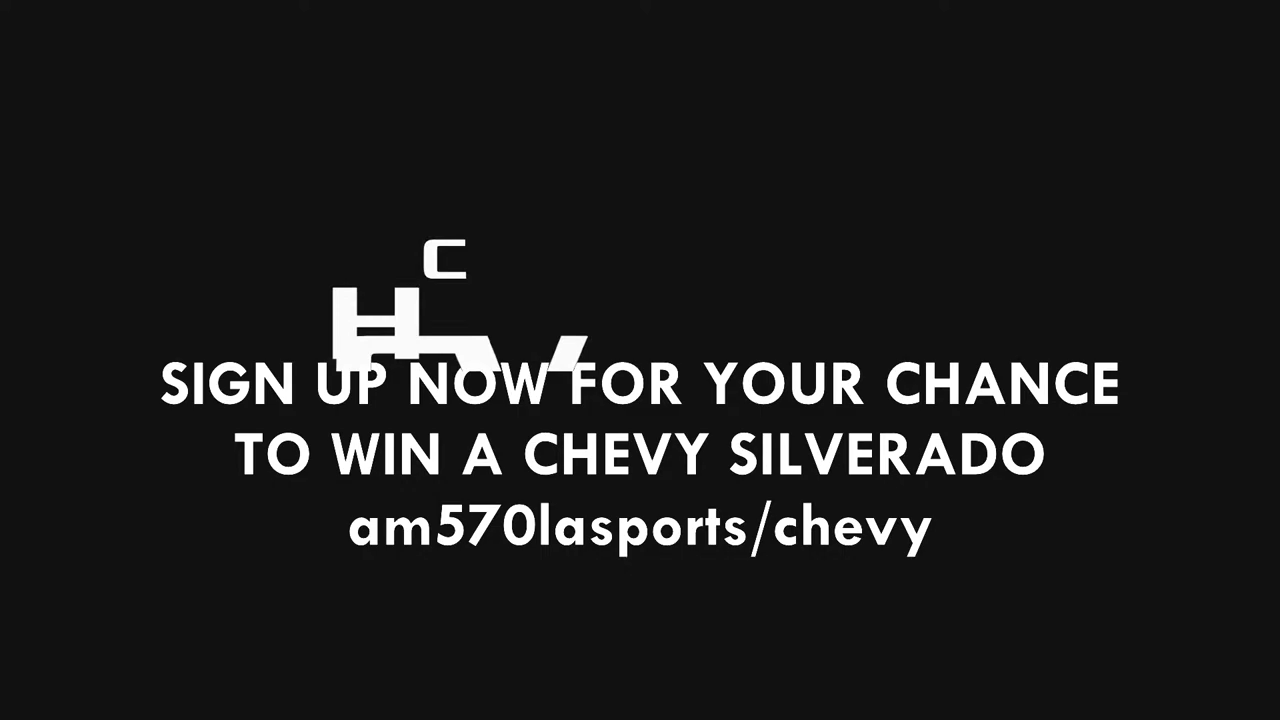 C
H V
SIGN UP NOW FOR YOUR CHANCE
TO WIN A CHEVY SILVERADO
am570lasports/chevy